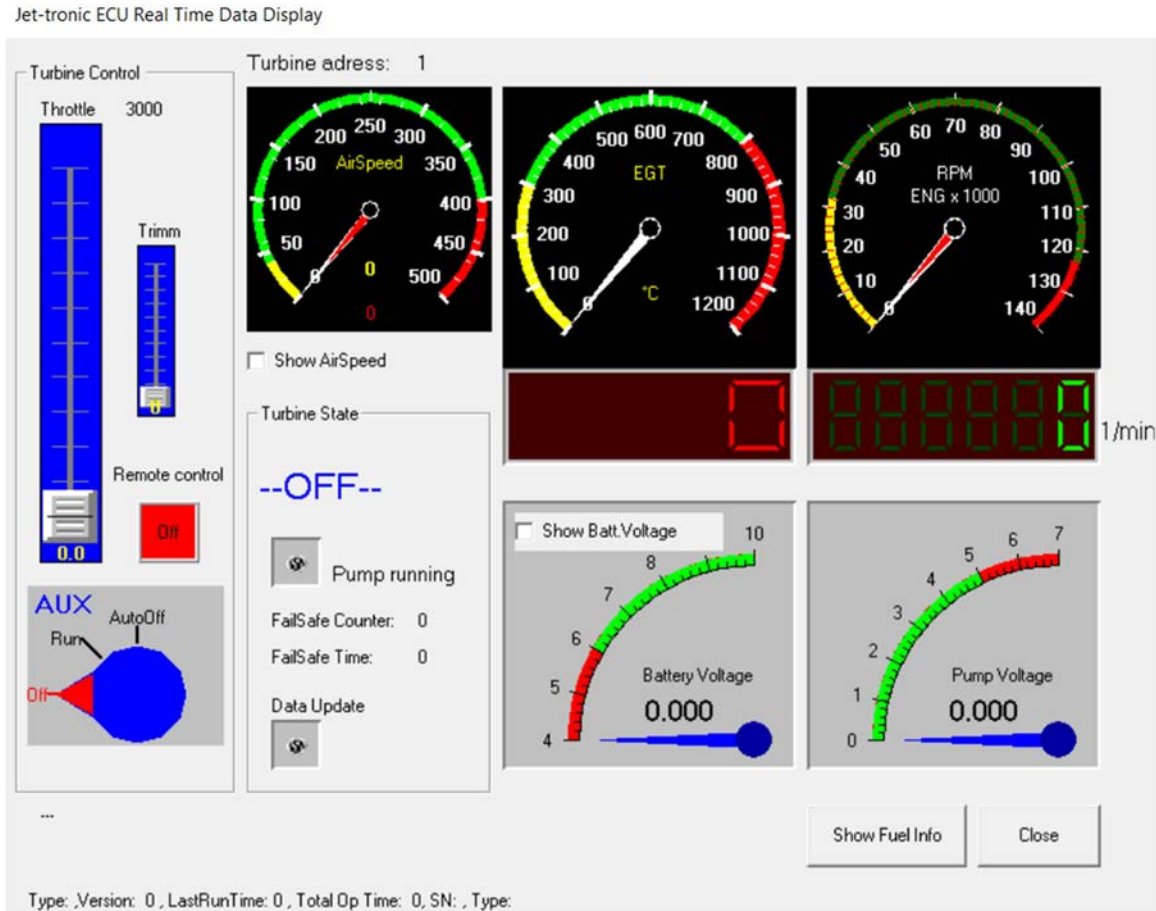 Jet-tronic ECU Real Time Data Display
Turbine Control
Throttle 3000
Trimm
0
0.0
Remote control
Off
AUX
AutoOff
Run
Off
...
Turbine adress: 1
0 50 100 150 200 250 300 350 400 450 500
AirSpeed
0
0
Show AirSpeed
Turbine State
--OFF--
Pump running
FailSafe Counter: 0
FailSafe Time: 0
Data Update
0 100 200 300 400 500 600 700 800 900 1000 1100 1200
EGT
°C
0
0 10 20 30 40 50 60 70 80 90 100 110 120 130 140
RPM
ENG x 1000
0
1/min
Show Batt.Voltage
4 5 6 7 8 10
Battery Voltage
0.000
0 1 2 3 4 5 6 7
Pump Voltage
0.000
Show Fuel Info
Close
Type: ,Version: 0 , LastRunTime: 0 , Total Op Time: 0, SN: , Type: